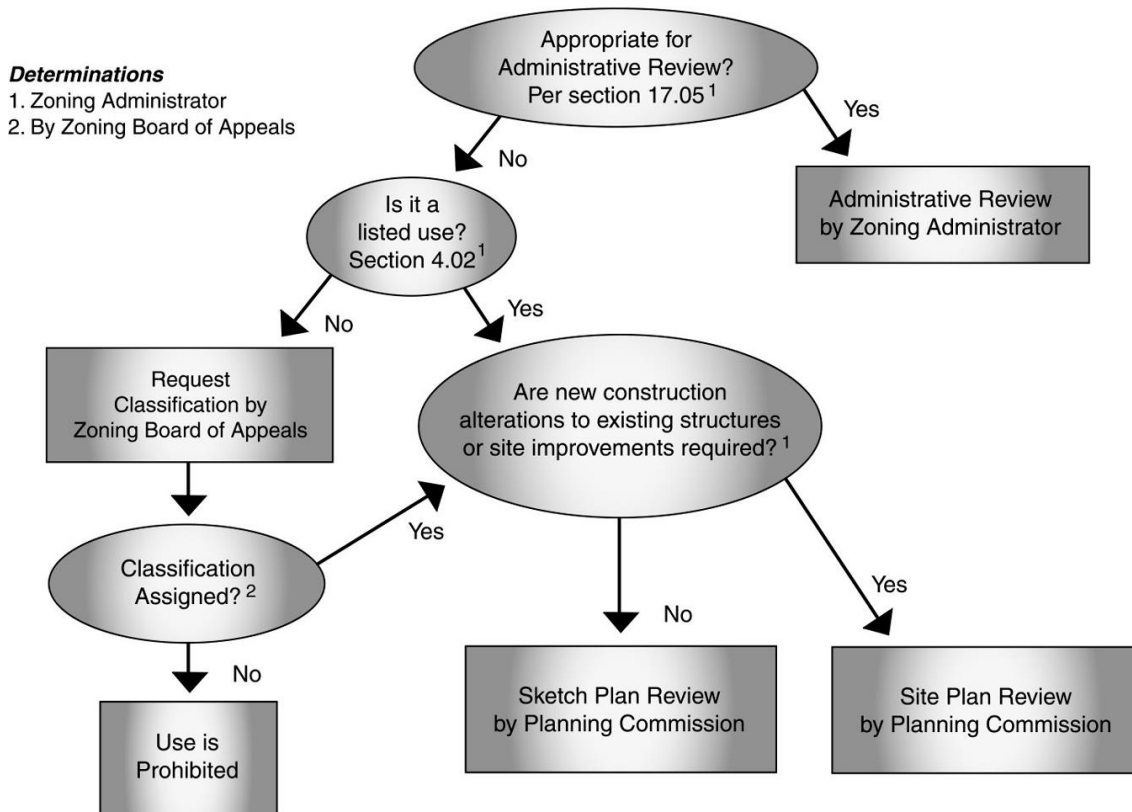 Determinations
1. Zoning Administrator
2. By Zoning Board of Appeals
Appropriate for
Administrative Review?
Per section 17.05 1
Yes
No
Administrative Review
by Zoning Administrator
Is it a
listed use?
Section 4.02 1
No
Yes
Request
Classification by
Zoning Board of Appeals
Are new construction
alterations to existing structures
or site improvements required? 1
Classification
Assigned? 2
Yes
No
No
Yes
Use is
Prohibited
Sketch Plan Review
by Planning Commission
Site Plan Review
by Planning Commission